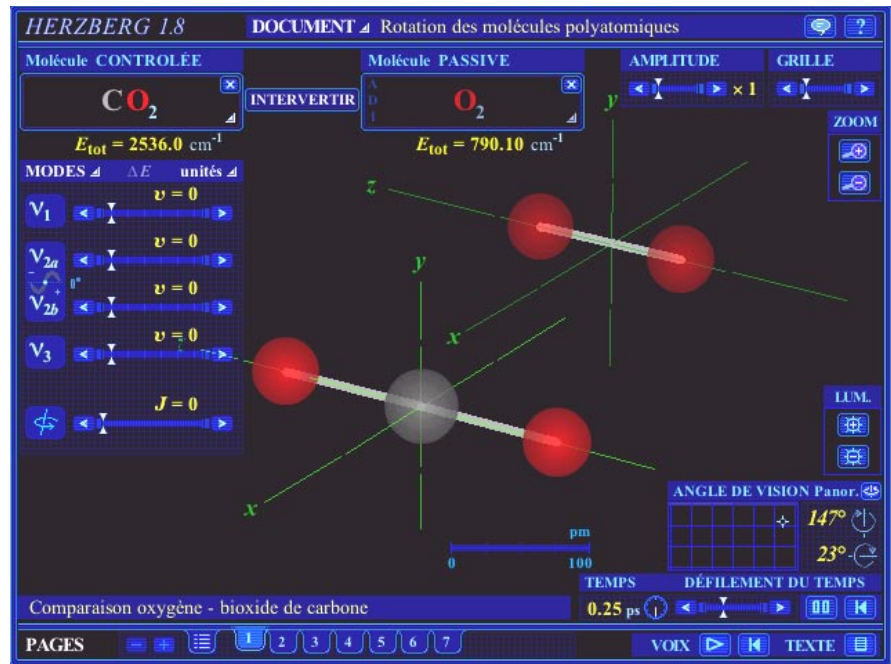 HERZBERG 1.8 DOCUMENT Rotation des molécules polyatomiques ?
Molécule CONTROLÉE Molécule PASSIVE AMPLITUDE GRILLE
CO2 INTERVERTIR O2 × 1
Etot = 2536.0 cm-1 Etot = 790.10 cm-1 ZOOM
MODES ΔE unités
ν1 υ = 0
ν2a υ = 0
0°
ν2b υ = 0
ν3 υ = 0
J = 0
y
z
x
y
x
LUM.
ANGLE DE VISION Panor.
147°
23°
pm
0 100
TEMPS DÉFILEMENT DU TEMPS
0.25 ps
Comparaison oxygène - bioxide de carbone
PAGES 1 2 3 4 5 6 7 VOIX TEXTE